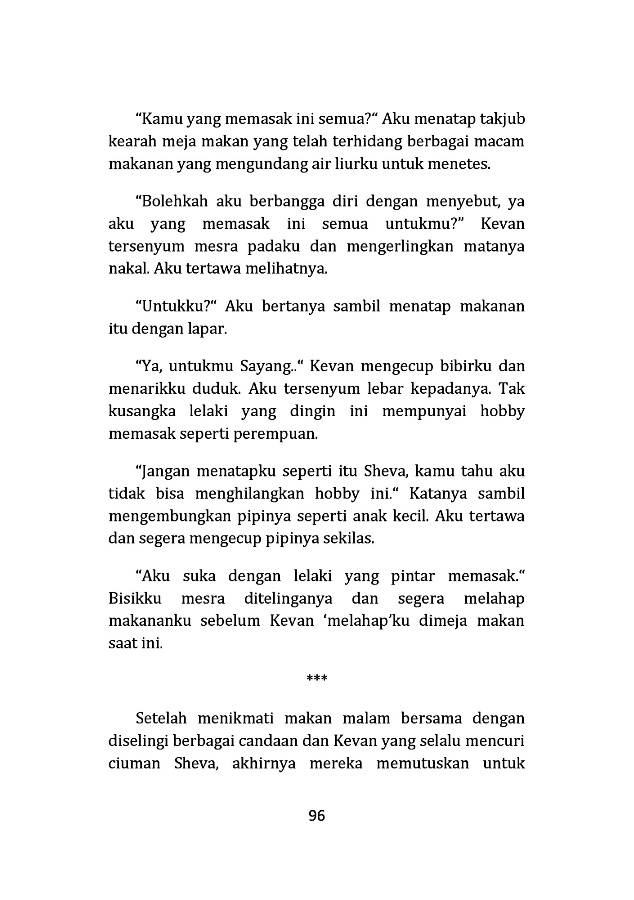 “Kamu yang memasak ini semua?“ Aku menatap takjub
kearah meja makan yang telah terhidang berbagai macam
makanan yang mengundang air liurku untuk menetes.
“Bolehkah aku berbangga diri dengan menyebut, ya
aku yang memasak ini semua untukmu?” Kevan
tersenyum mesra padaku dan mengerlingkan matanya
nakal. Aku tertawa melihatnya.
“Untukku?“ Aku bertanya sambil menatap makanan
itu dengan lapar.
“Ya, untukmu Sayang..“ Kevan mengecup bibirku dan
menarikku duduk. Aku tersenyum lebar kepadanya. Tak
kusangka lelaki yang dingin ini mempunyai hobby
memasak seperti perempuan.
“Jangan menatapku seperti itu Sheva, kamu tahu aku
tidak bisa menghilangkan hobby ini.“ Katanya sambil
mengembungkan pipinya seperti anak kecil. Aku tertawa
dan segera mengecup pipinya sekilas.
“Aku suka dengan lelaki yang pintar memasak.“
Bisikku mesra ditelinganya dan segera melahap
makananku sebelum Kevan ‘melahap’ku dimeja makan
saat ini.
***
Setelah menikmati makan malam bersama dengan
diselingi berbagai candaan dan Kevan yang selalu mencuri
ciuman Sheva, akhirnya mereka memutuskan untuk
96